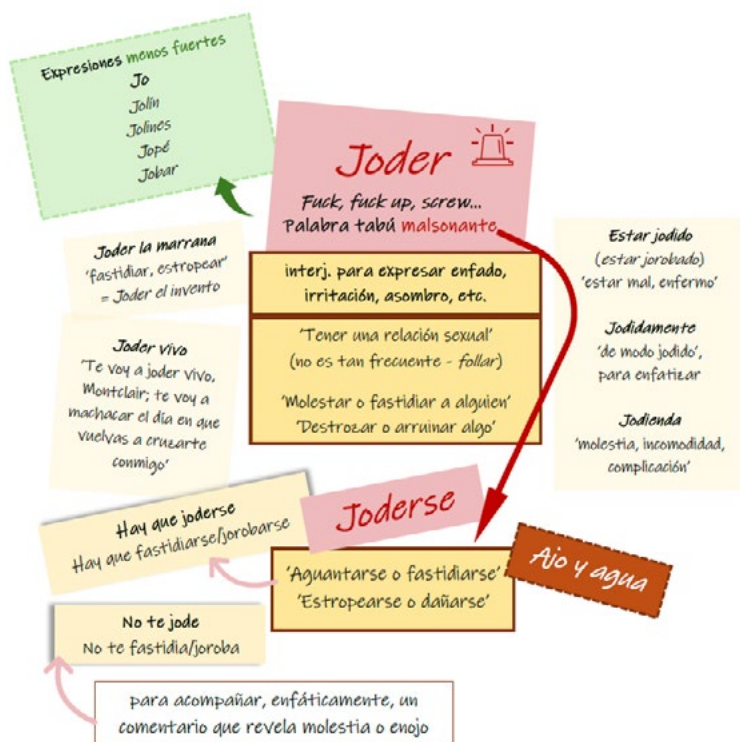 Expresiones menos fuertes
Jo
Jolín
Jolines
Jopé
Jobar
Joder
Fuck, fuck up, screw...
Palabra tabú malsonante
interj. para expresar enfado,
irritación, asombro, etc.
'Tener una relación sexual'
(no es tan frecuente - follar)
'Molestar o fastidiar a alguien'
'Destrozar o arruinar algo'
Joder la marrana
'fastidiar, estropear'
= Joder el invento
Joder vivo
'Te voy a joder vivo,
Montclair; te voy a
machacar el día en que
vuelvas a cruzarte
conmigo'
Estar jodido
(estar jorobado)
'estar mal, enfermo'
Jodidamente
'de modo jodido',
para enfatizar
Jodienda
'molestia, incomodidad,
complicación'
Joderse
'Aguantarse o fastidiarse'
'Estropearse o dañarse'
Ajo y agua
Hay que joderse
Hay que fastidiarse/jorobarse
No te jode
No te fastidia/joroba
para acompañar, enfáticamente, un
comentario que revela molestia o enojo